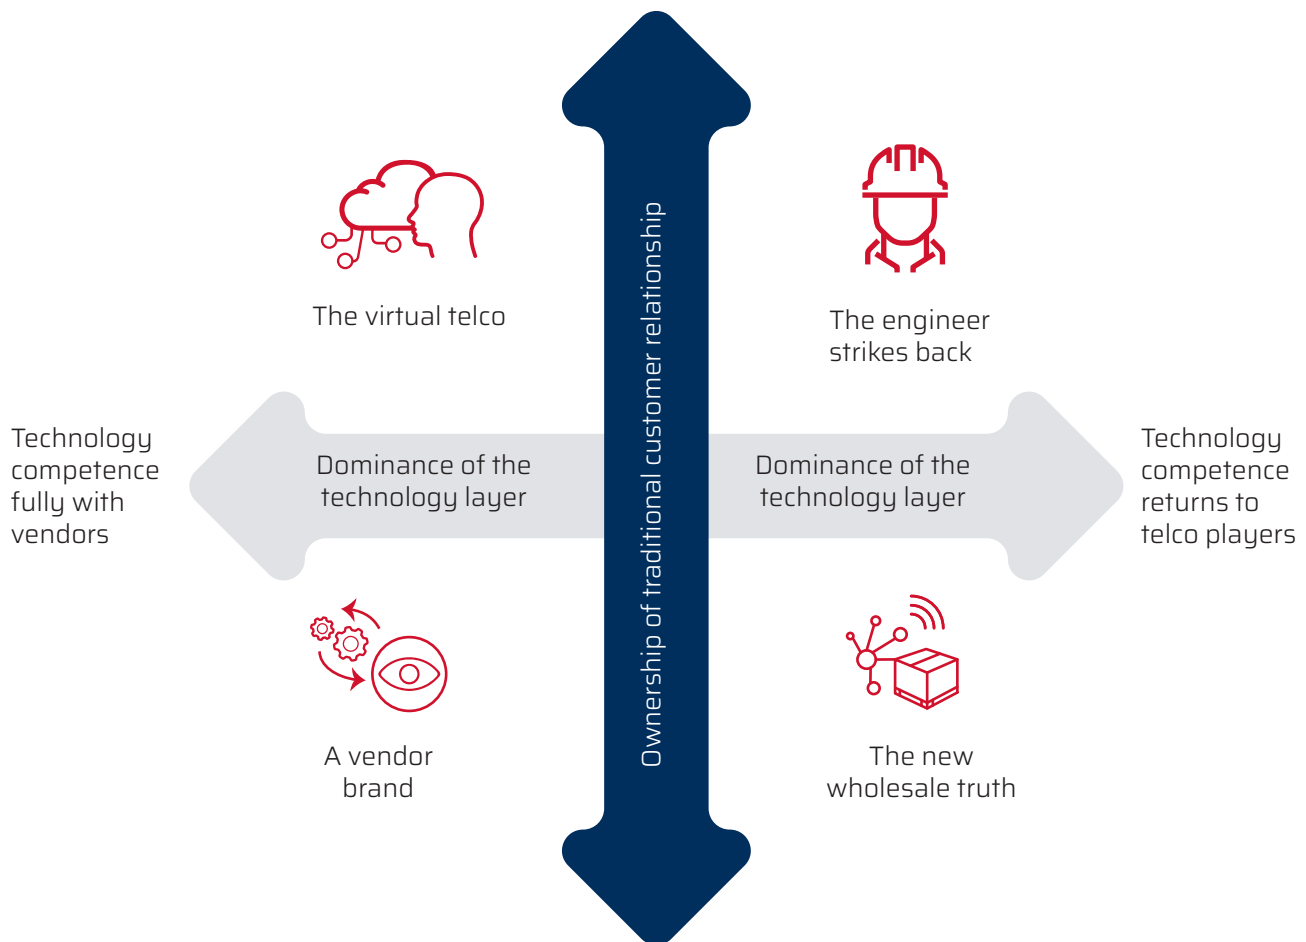 The virtual telco
The engineer
strikes back
Ownership of traditional customer relationship
Technology
competence
fully with
vendors
Dominance of the
technology layer
Dominance of the
technology layer
Technology
competence
returns to
telco players
A vendor
brand
The new
wholesale truth